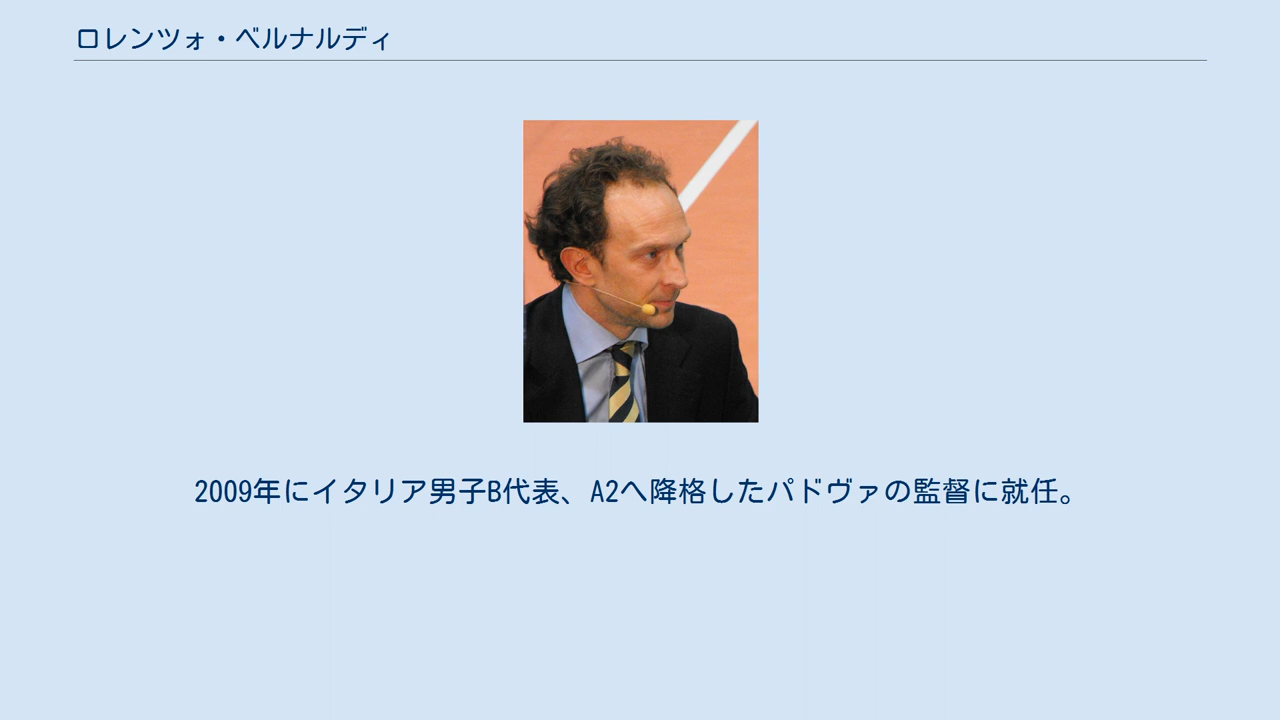 ロレンツォ・ベルナルディ
2009年にイタリア男子B代表、A2へ降格したパドヴァの監督に就任。